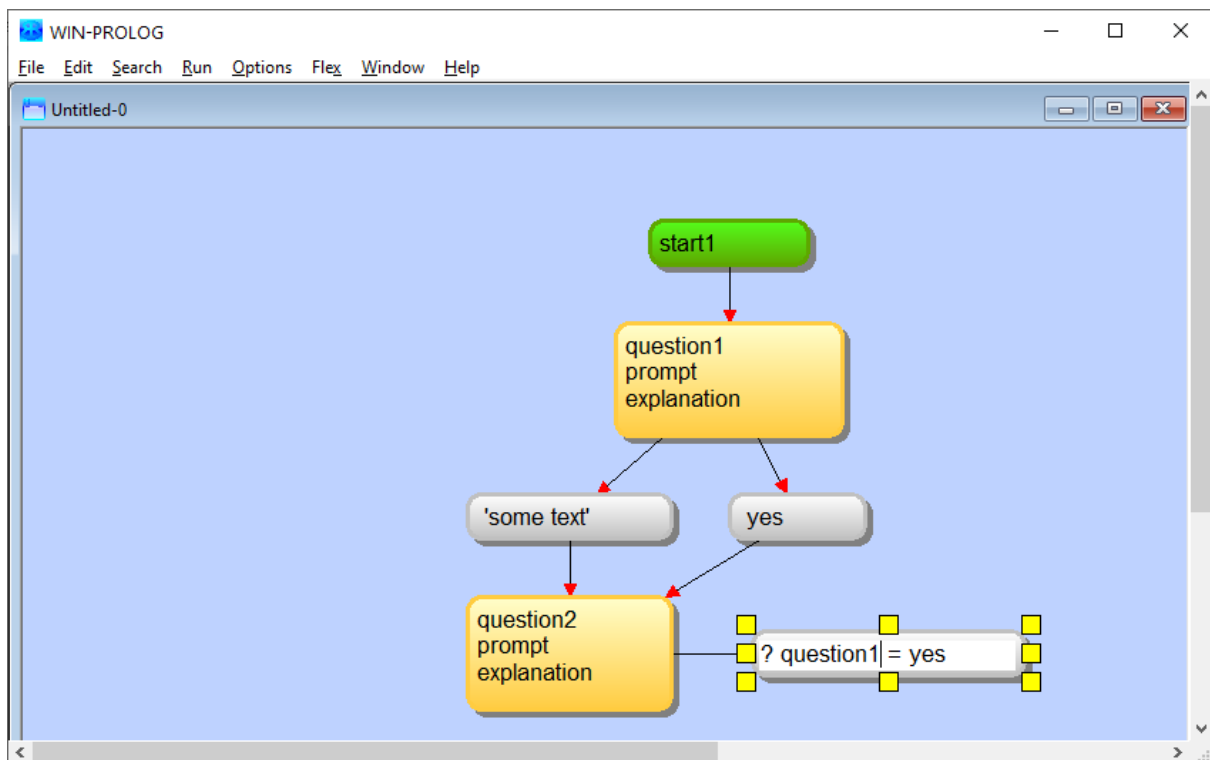 WIN-PROLOG
File Edit Search Run Options Flex Window Help
Untitled-0
start1
question1
prompt
explanation
'some text'
yes
question2
prompt
explanation
? question1 = yes